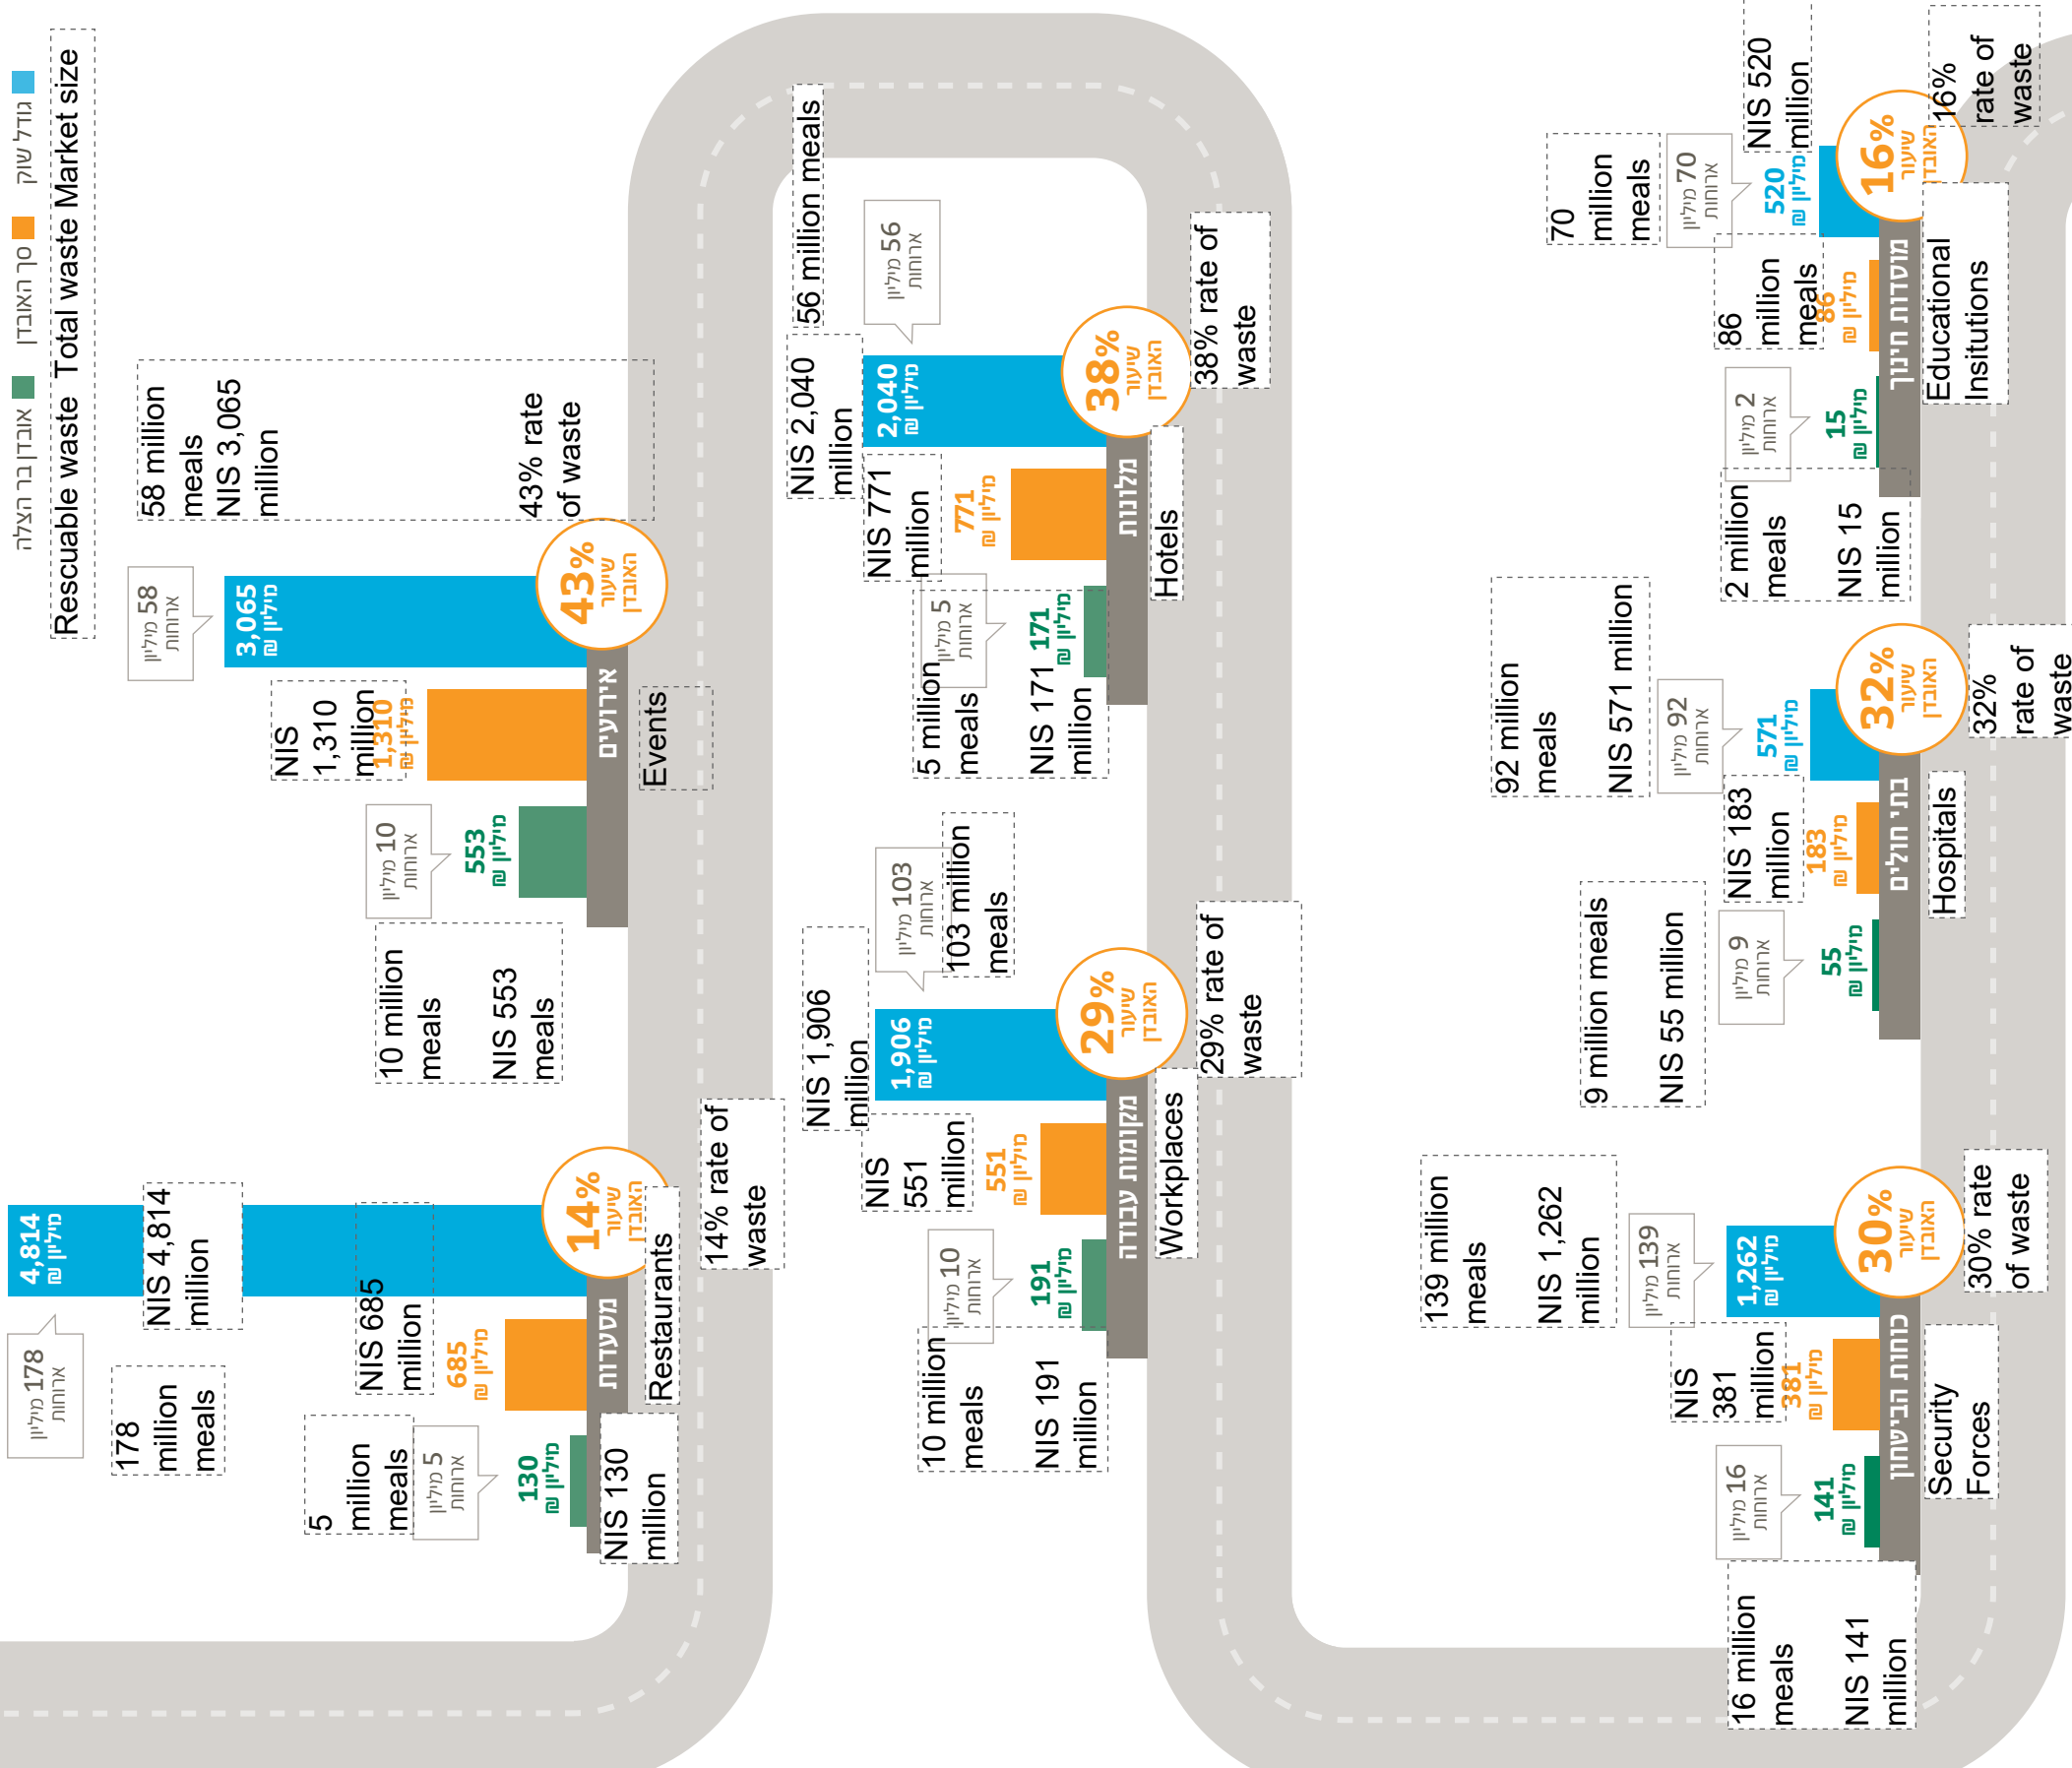 גודל שוק
סך האובדן
אובדן בר הצלה
Rescuable waste Total waste Market size
178 מיליון
ארוחות
4,814
מיליון ₪
NIS 4,814
million
178
million
meals
NIS 685
million
685
מיליון ₪
5
million
meals
5 מיליון
ארוחות
130
מיליון ₪
NIS 130
million
מסעדות
Restaurants
14%
שיעור
האובדן
14% rate of
waste
58 million
meals
NIS 3,065
million
43% rate
of waste
58 מיליון
ארוחות
3,065
מיליון ₪
NIS
1,310
million
1,310
מיליון ₪
10 מיליון
ארוחות
553
מיליון ₪
10 million
meals
NIS 553
meals
אירועים
Events
43%
שיעור
האובדן
NIS 1,906
million
103 מיליון
ארוחות
103 million
meals
1,906
מיליון ₪
NIS
551
million
551
מיליון ₪
10 מיליון
ארוחות
191
מיליון ₪
10 million
meals
NIS 191
million
מקומות עבודה
Workplaces
29%
שיעור
האובדן
29% rate of
waste
56 million meals
56 מיליון
ארוחות
NIS 2,040
million
2,040
מיליון ₪
NIS 771
million
771
מיליון ₪
5 מיליון
ארוחות
171
מיליון ₪
5 million
meals
NIS 171
million
מלונות
Hotels
38%
שיעור
האובדן
38% rate of
waste
139 million
meals
NIS 1,262
million
139 מיליון
ארוחות
1,262
מיליון ₪
NIS
381
million
381
מיליון ₪
16 מיליון
ארוחות
141
מיליון ₪
16 million
meals
NIS 141
million
כוחות הביטחון
Security
Forces
30%
שיעור
האובדן
30% rate
of waste
92 million
meals
NIS 571 million
92 מיליון
ארוחות
571
מיליון ₪
NIS 183
million
183
מיליון ₪
9 million meals
NIS 55 million
9 מיליון
ארוחות
55
מיליון ₪
בתי חולים
Hospitals
32%
שיעור
האובדן
32%
rate of
waste
70
million
meals
70 מיליון
ארוחות
NIS 520
million
520
מיליון ₪
86
million
meals
86
מיליון ₪
2 מיליון
ארוחות
15
מיליון ₪
2 million
meals
NIS 15
million
מוסדות חינוך
Educational
Insitutions
16%
שיעור
האובדן
16%
rate of
waste